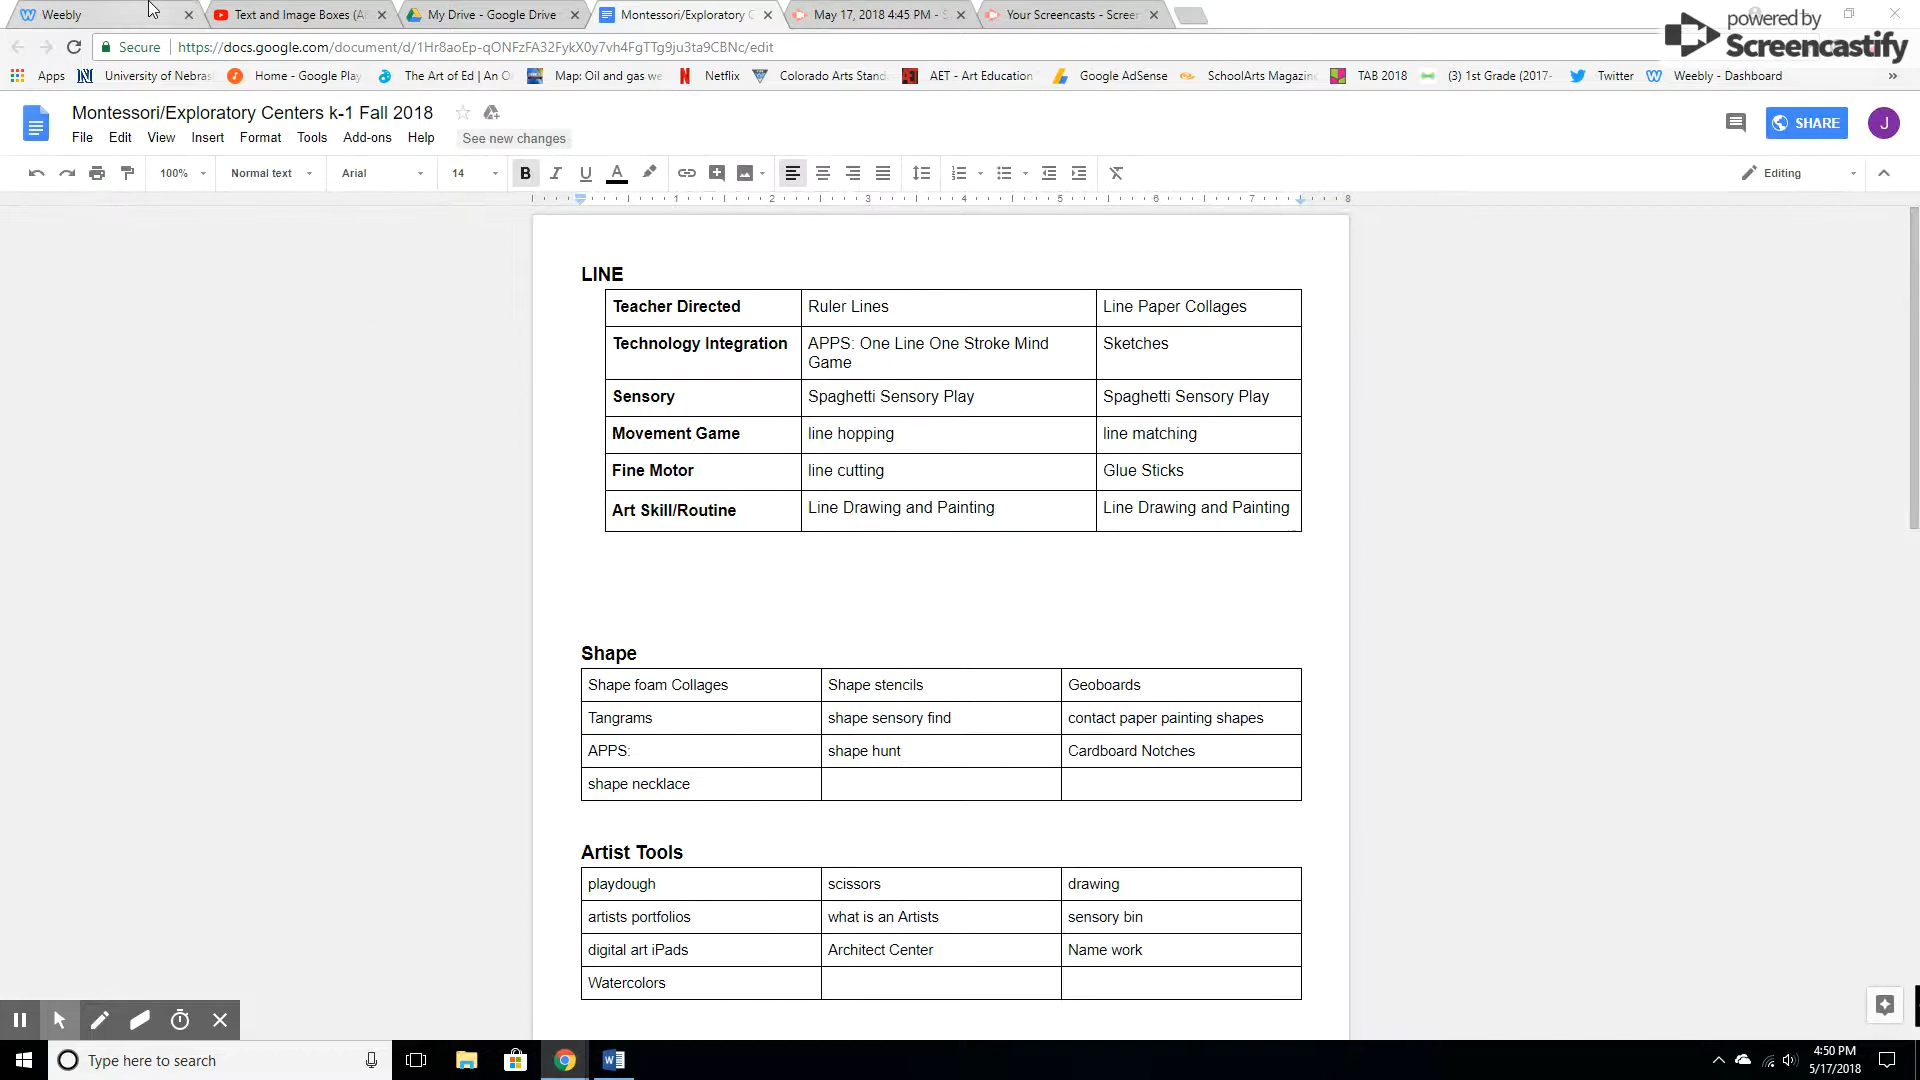 Weebly
Text and Image Boxes (A
My Drive - Google Drive
Montessori/Exploratory C
May 17, 2018 4:45 PM - S
Your Screencasts - Screen
powered by
Screencastify
Secure
https://docs.google.com/document/d/1Hr8aoEp-qONFzFA32FykX0y7vh4FgTTg9ju3ta9CBNc/edit
Apps
University of Nebras
Home - Google Play
The Art of Ed | An O
Map: Oil and gas we
Netflix
Colorado Arts Stand
AET - Art Education
Google AdSense
SchoolArts Magazin
TAB 2018
(3) 1st Grade (2017-
Twitter
Weebly - Dashboard
»
Montessori/Exploratory Centers k-1 Fall 2018
File Edit View Insert Format Tools Add-ons Help See new changes
SHARE
J
100% Normal text Arial 14 B I U A Editing
1 2 3 4 5 6 7 8
LINE
Teacher Directed Ruler Lines Line Paper Collages
Technology Integration APPS: One Line One Stroke Mind Sketches
Game
Sensory Spaghetti Sensory Play Spaghetti Sensory Play
Movement Game line hopping line matching
Fine Motor line cutting Glue Sticks
Art Skill/Routine Line Drawing and Painting Line Drawing and Painting
Shape
Shape foam Collages Shape stencils Geoboards
Tangrams shape sensory find contact paper painting shapes
APPS: shape hunt Cardboard Notches
shape necklace
Artist Tools
playdough scissors drawing
artists portfolios what is an Artists sensory bin
digital art iPads Architect Center Name work
Watercolors
Type here to search
4:50 PM
5/17/2018